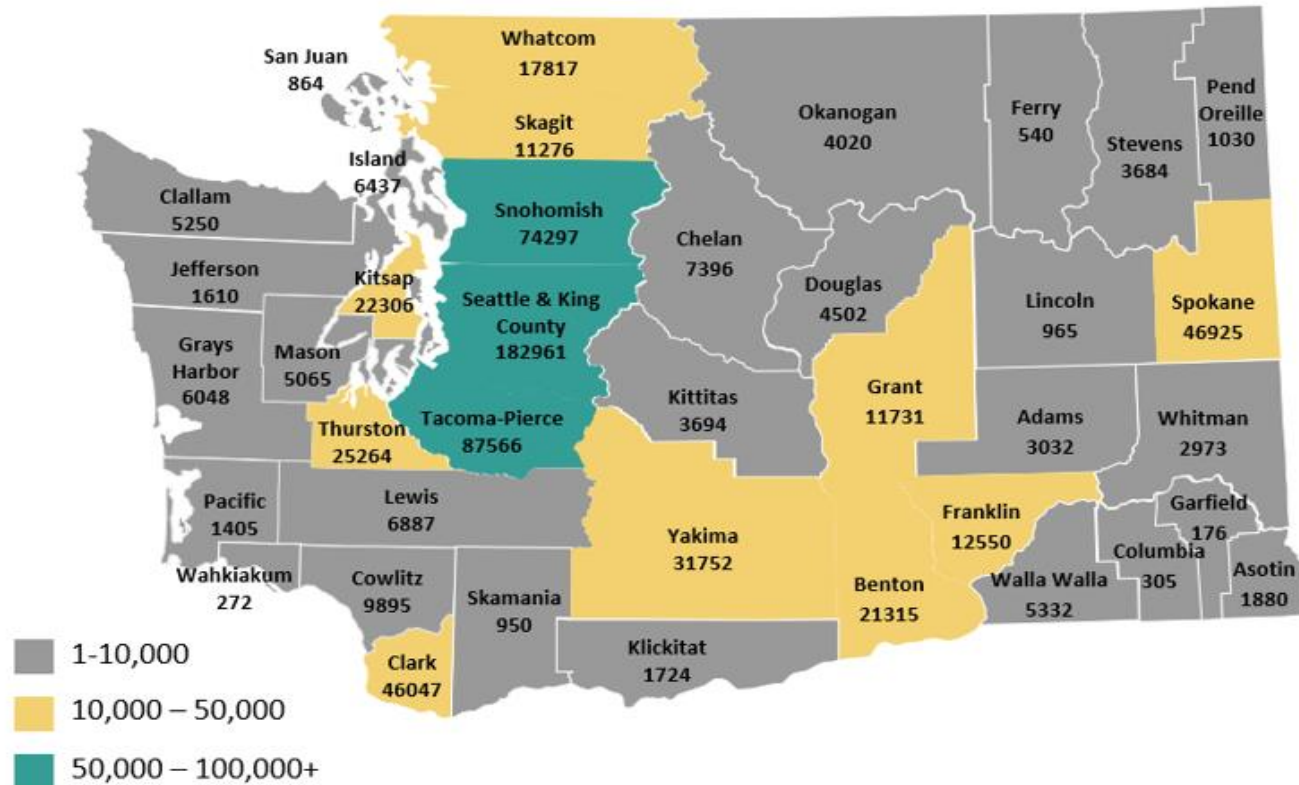 San Juan
864
Whatcom
17817
Skagit
11276
Okanogan
4020
Ferry
540
Stevens
3684
Pend
Oreille
1030
Island
6437
Clallam
5250
Snohomish
74297
Chelan
7396
Jefferson
1610
Kitsap
22306
Seattle & King
County
182961
Douglas
4502
Lincoln
965
Spokane
46925
Grays
Harbor
6048
Mason
5065
Kittitas
3694
Grant
11731
Adams
3032
Whitman
2973
Thurston
25264
Tacoma-Pierce
87566
Pacific
1405
Lewis
6887
Yakima
31752
Franklin
12550
Garfield
176
Wahkiakum
272
Cowlitz
9895
Skamania
950
Benton
21315
Walla Walla
5332
Columbia
305
Asotin
1880
Clark
46047
Klickitat
1724
1-10,000
10,000 – 50,000
50,000 – 100,000+